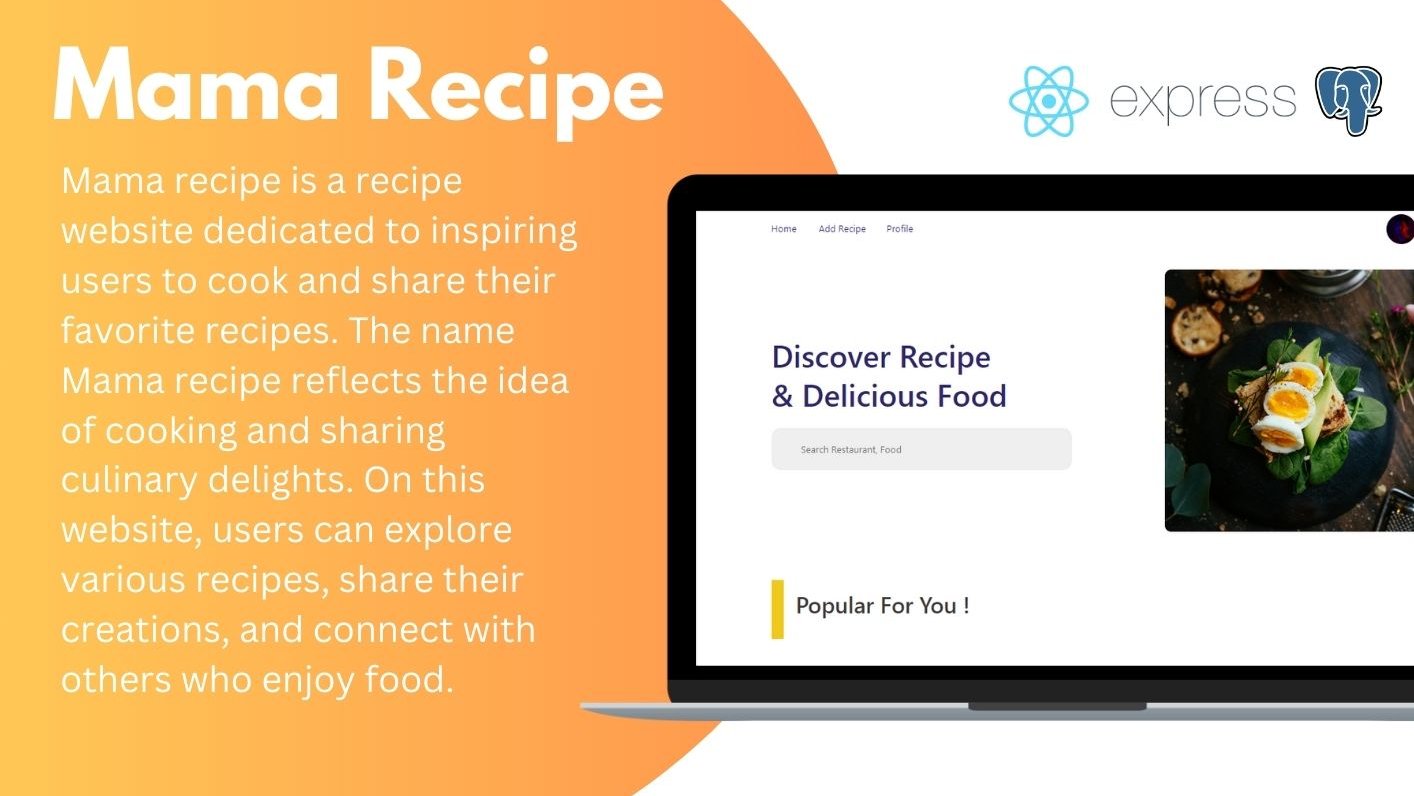 Mama Recipe
Mama recipe is a recipe
website dedicated to inspiring
users to cook and share their
favorite recipes. The name
Mama recipe reflects the idea
of cooking and sharing
culinary delights. On this
website, users can explore
various recipes, share their
creations, and connect with
others who enjoy food.
express
Home Add Recipe Profile
Discover Recipe
& Delicious Food
Search Restaurant, Food
Popular For You !